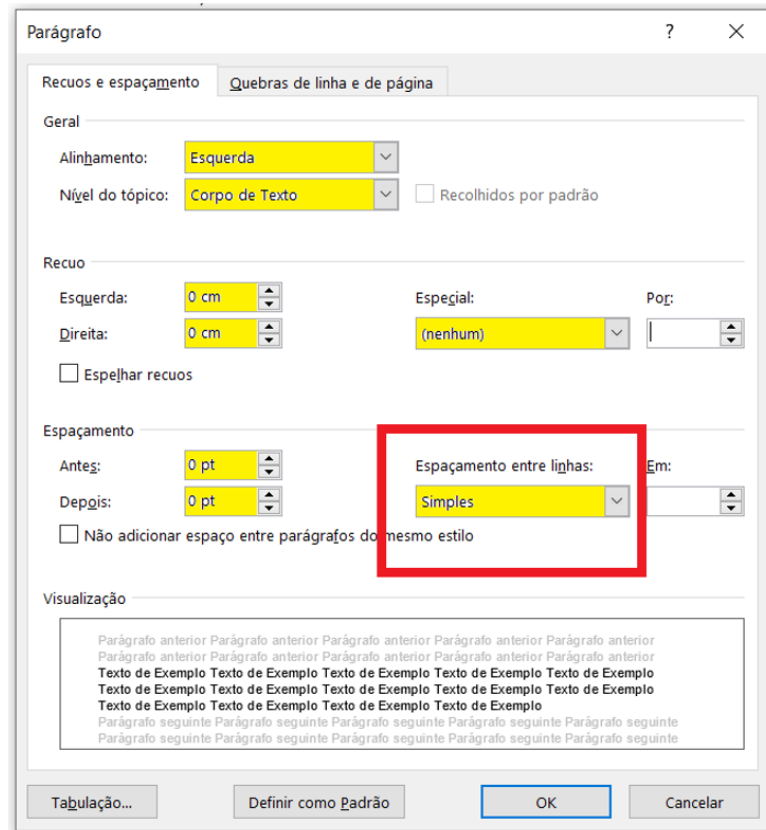 Parágrafo ?
Recuos e espaçamento Quebras de linha e de página
Geral
Alinhamento: Esquerda
Nível do tópico: Corpo de Texto Recolhidos por padrão
Recuo
Esquerda: 0 cm Especial: Por:
Direita: 0 cm (nenhum)
Espelhar recuos
Espaçamento
Antes: 0 pt Espaçamento entre linhas: Em:
Depois: 0 pt Simples
Não adicionar espaço entre parágrafos do mesmo estilo
Visualização
Parágrafo anterior Parágrafo anterior Parágrafo anterior Parágrafo anterior Parágrafo anterior
Parágrafo anterior Parágrafo anterior Parágrafo anterior Parágrafo anterior Parágrafo anterior
Texto de Exemplo Texto de Exemplo Texto de Exemplo Texto de Exemplo Texto de Exemplo
Texto de Exemplo Texto de Exemplo Texto de Exemplo Texto de Exemplo Texto de Exemplo
Texto de Exemplo Texto de Exemplo Texto de Exemplo Texto de Exemplo
Parágrafo seguinte Parágrafo seguinte Parágrafo seguinte Parágrafo seguinte Parágrafo seguinte
Parágrafo seguinte Parágrafo seguinte Parágrafo seguinte Parágrafo seguinte Parágrafo seguinte
Tabulação... Definir como Padrão OK Cancelar